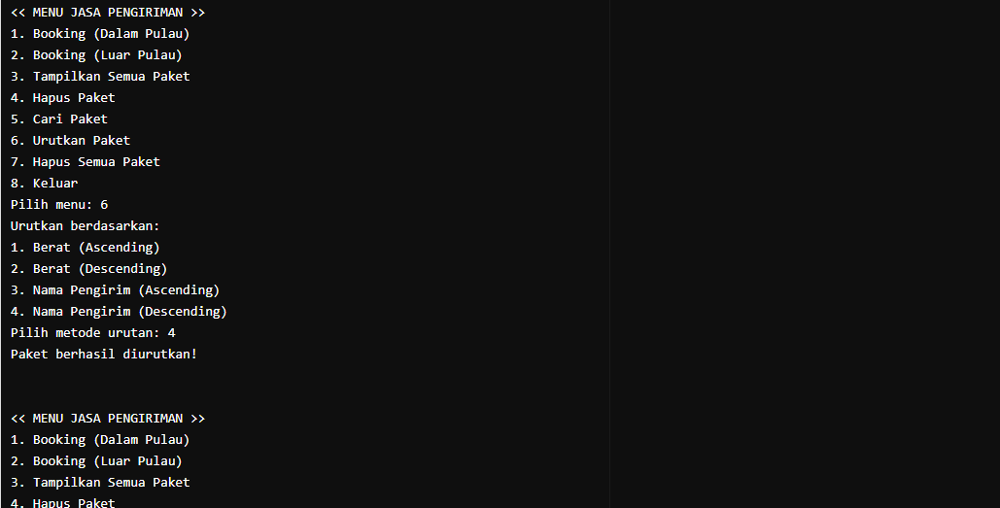 << MENU JASA PENGIRIMAN >>
1. Booking (Dalam Pulau)
2. Booking (Luar Pulau)
3. Tampilkan Semua Paket
4. Hapus Paket
5. Cari Paket
6. Urutkan Paket
7. Hapus Semua Paket
8. Keluar
Pilih menu: 6
Urutkan berdasarkan:
1. Berat (Ascending)
2. Berat (Descending)
3. Nama Pengirim (Ascending)
4. Nama Pengirim (Descending)
Pilih metode urutan: 4
Paket berhasil diurutkan!
<< MENU JASA PENGIRIMAN >>
1. Booking (Dalam Pulau)
2. Booking (Luar Pulau)
3. Tampilkan Semua Paket
4. Hapus Paket